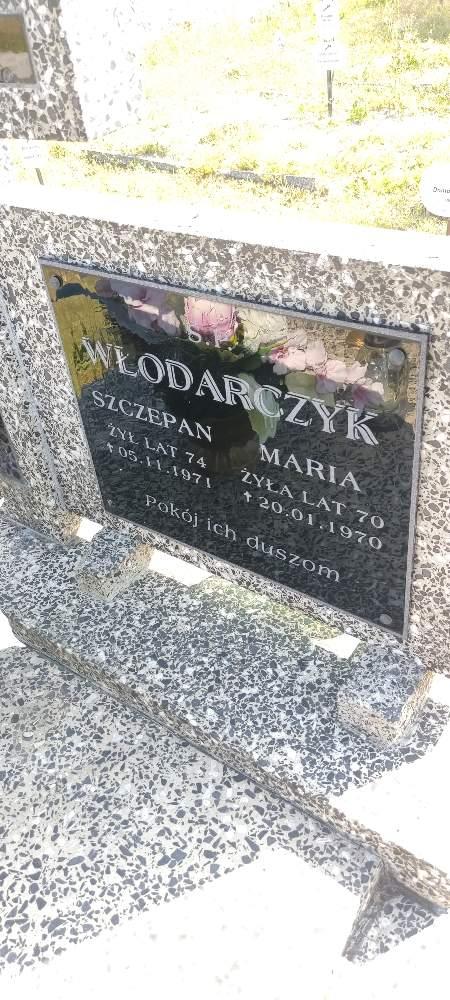 WŁODARCZYK
SZCZEPAN
ŻYŁ LAT 74
†05.11.1971
MARIA
ŻYŁA LAT 70
†20.01.1970
Pokój ich duszom